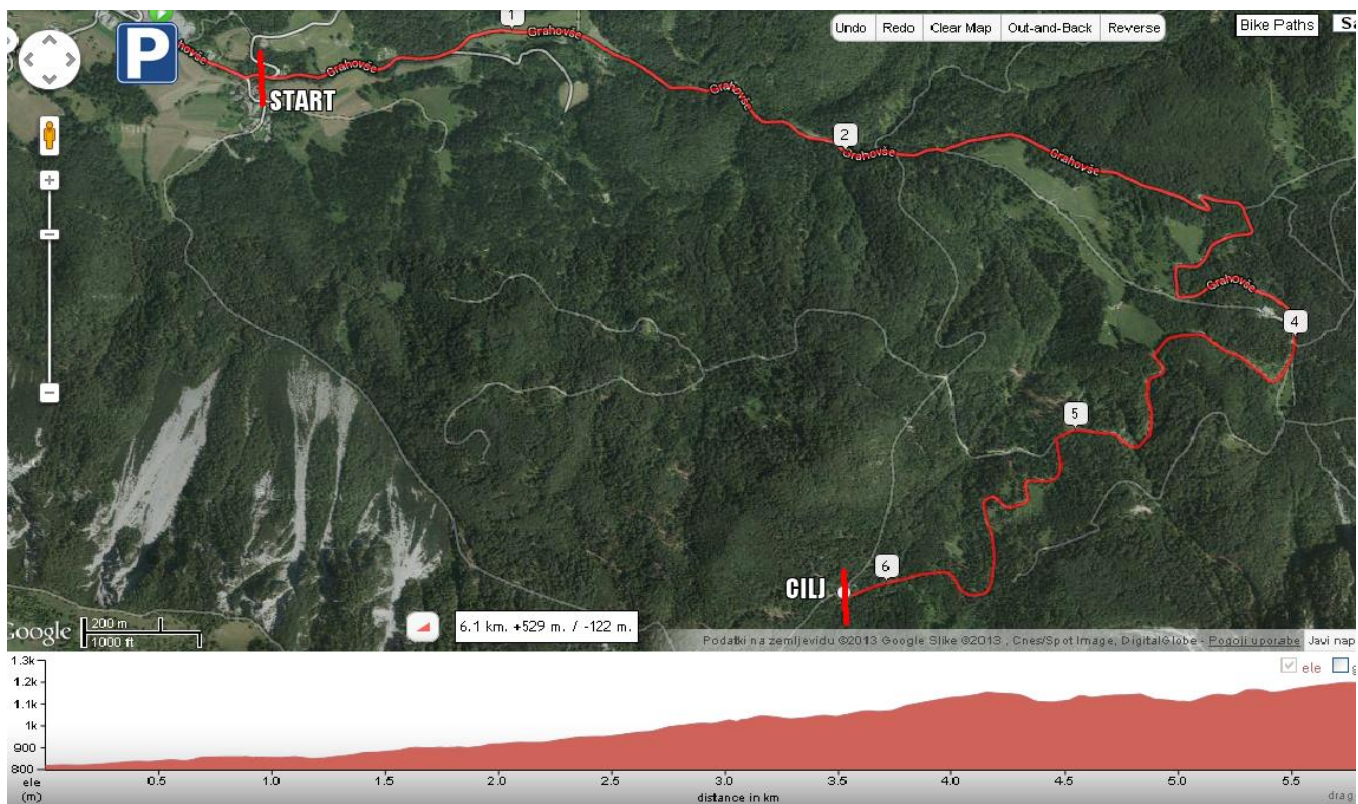 Undo Redo Clear Map Out-and-Back Reverse
Bike Paths
P
Grahovše
START
Grahovše
1
Grahovše
2
Grahovše
Grahovše
Grahovše
4
5
6
CILJ
6.1 km. +529 m. / -122 m.
Google
200 m
1000 ft
Podatki na zemljevidu ©2013 Google Slike ©2013 , Cnes/Spot Image, DigitalGlobe - Pogoji uporabe
ele
1.3k
1.2k
1.1k
1k
900
800
ele
(m)
0.5 1.0 1.5 2.0 2.5 3.0 3.5 4.0 4.5 5.0 5.5
distance in km
drag